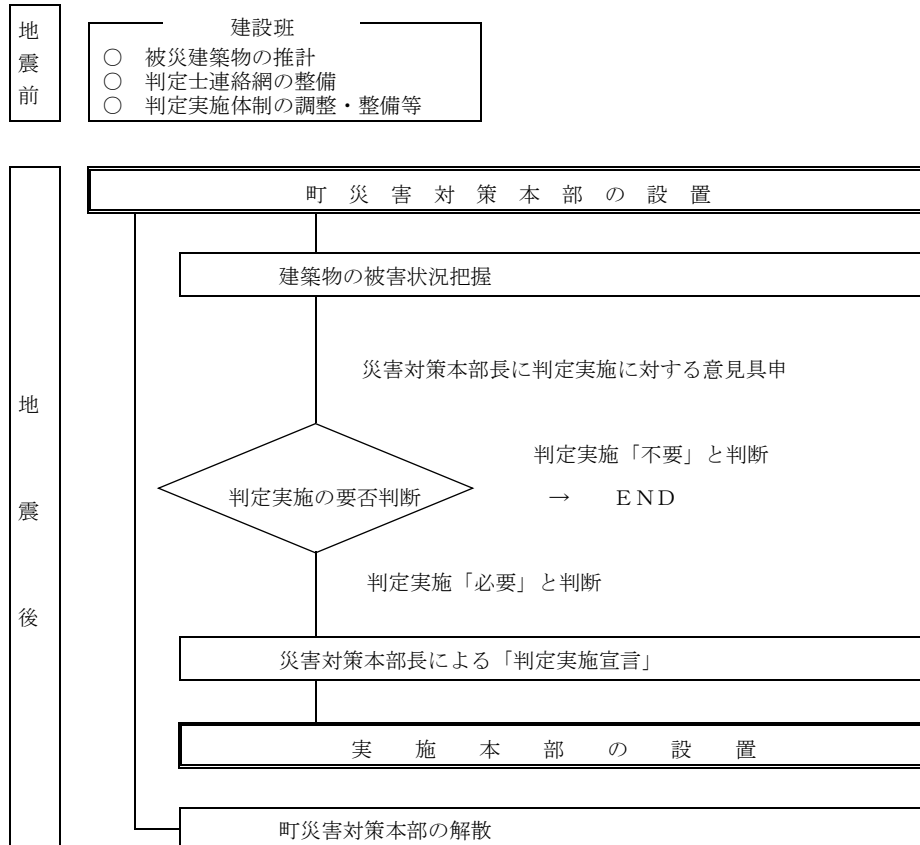 地震前
建設班
○ 被災建築物の推計
○ 判定士連絡網の整備
○ 判定実施体制の調整・整備等
地震後
町災害対策本部の設置
建築物の被害状況把握
災害対策本部長に判定実施に対する意見具申
判定実施「不要」と判断
判定実施の要否判断
→ ＥＮＤ
判定実施「必要」と判断
災害対策本部長による「判定実施宣言」
実施本部の設置
町災害対策本部の解散